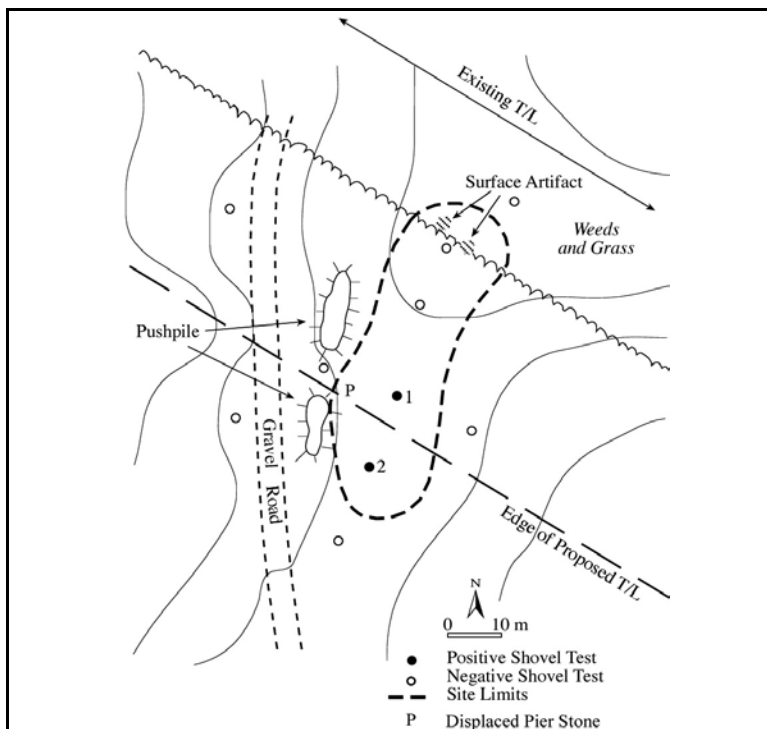 Existing T/L
Surface Artifact
Weeds
and Grass
Pushpile
P
1
2
Gravel
Road
Edge of Proposed T/L
N
0 10 m
Positive Shovel Test
Negative Shovel Test
Site Limits
P Displaced Pier Stone